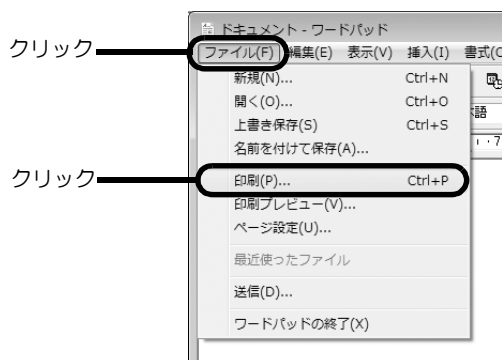 ドキュメント - ワードパッド
クリック
ファイル(F) 編集(E) 表示(V) 挿入(I) 書式(O
新規(N)... Ctrl+N
開く(O)... Ctrl+O
語
上書き保存(S) Ctrl+S
名前を付けて保存(A)...
7
クリック
印刷(P)... Ctrl+P
印刷プレビュー(V)...
ページ設定(U)...
最近使ったファイル
送信(D)...
ワードパッドの終了(X)